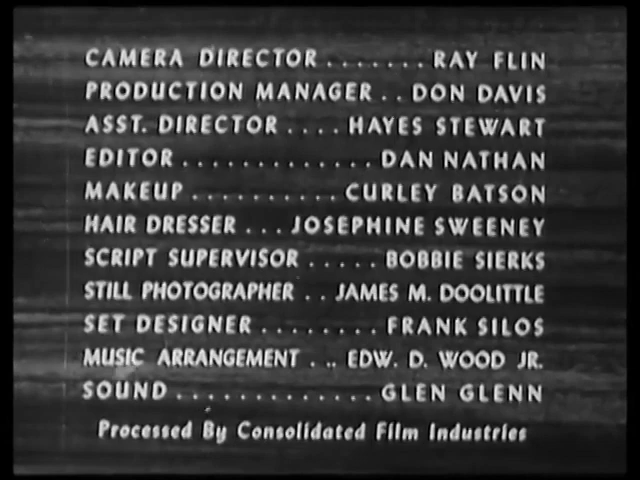 CAMERA DIRECTOR ....... RAY FLIN
PRODUCTION MANAGER .. DON DAVIS
ASST. DIRECTOR .... HAYES STEWART
EDITOR ............. DAN NATHAN
MAKEUP .......... CURLEY BATSON
HAIR DRESSER ... JOSEPHINE SWEENEY
SCRIPT SUPERVISOR ..... BOBBIE SIERKS
STILL PHOTOGRAPHER .. JAMES M. DOOLITTLE
SET DESIGNER ........ FRANK SILOS
MUSIC ARRANGEMENT ... EDW. D. WOOD JR.
SOUND ............. GLEN GLENN
Processed By Consolidated Film Industries